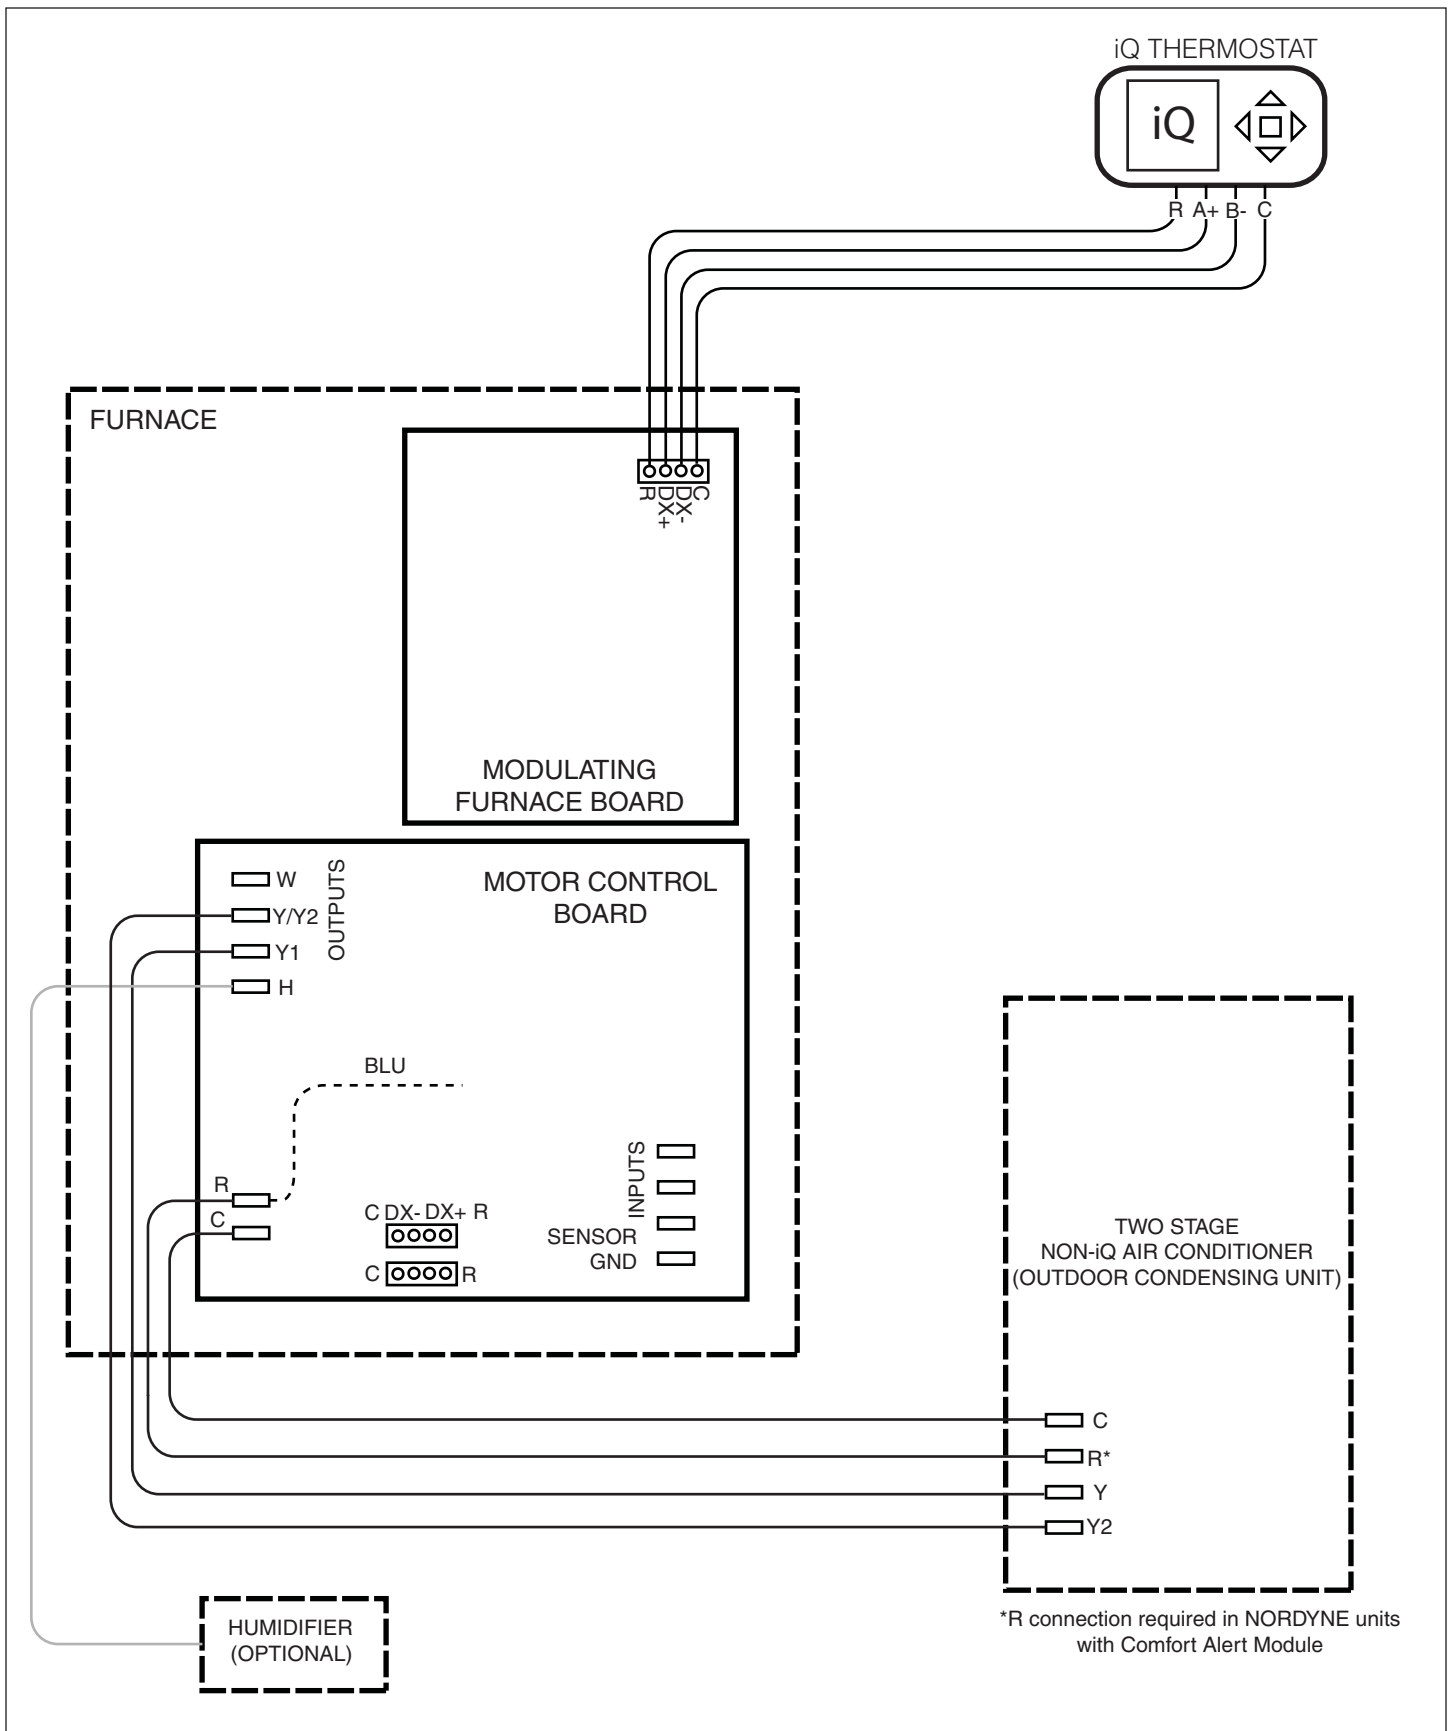 iQ THERMOSTAT
iQ
R A+ B- C
FURNACE
R
DX+
DX-
C
MODULATING
FURNACE BOARD
MOTOR CONTROL
BOARD
OUTPUTS
W
Y/Y2
Y1
H
BLU
R
C
C DX- DX+ R
C R
INPUTS
SENSOR
GND
TWO STAGE
NON-iQ AIR CONDITIONER
(OUTDOOR CONDENSING UNIT)
C
R*
Y
Y2
*R connection required in NORDYNE units
with Comfort Alert Module
HUMIDIFIER
(OPTIONAL)